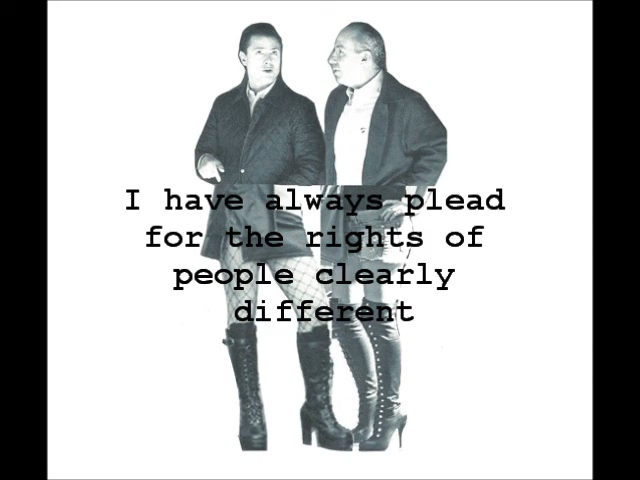 I have always plead
for the rights of
people clearly
different